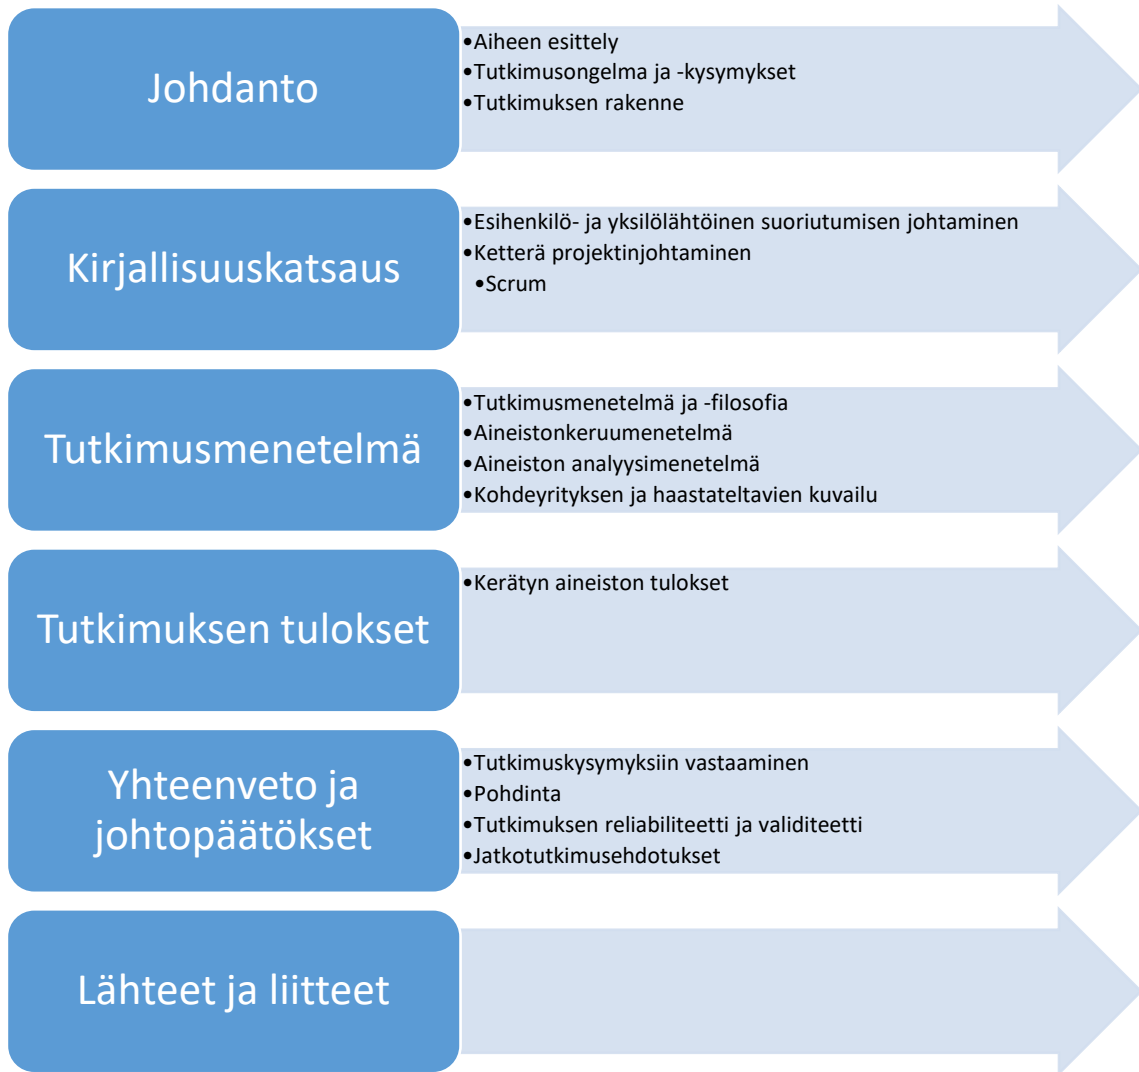 Johdanto
•Aiheen esittely
•Tutkimusongelma ja -kysymykset
•Tutkimuksen rakenne
Kirjallisuuskatsaus
•Esihenkilö- ja yksilölähtöinen suoriutumisen johtaminen
•Ketterä projektinjohtaminen
•Scrum
Tutkimusmenetelmä
•Tutkimusmenetelmä ja -filosofia
•Aineistonkeruumenetelmä
•Aineiston analyysimenetelmä
•Kohdeyrityksen ja haastateltavien kuvailu
Tutkimuksen tulokset
•Kerätyn aineiston tulokset
Yhteenveto ja
johtopäätökset
•Tutkimuskysymyksiin vastaaminen
•Pohdinta
•Tutkimuksen reliabiliteetti ja validiteetti
•Jatkotutkimusehdotukset
Lähteet ja liitteet